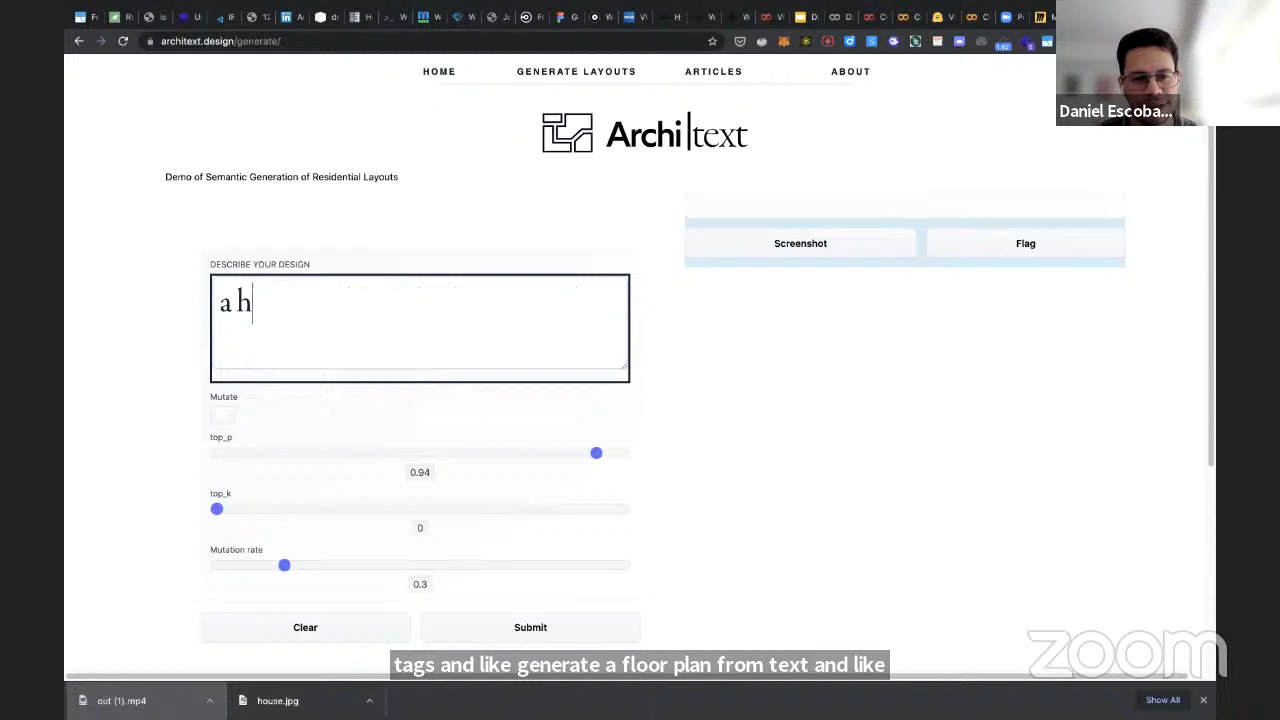 architext.design/generate/
1.62
HOME GENERATE LAYOUTS ARTICLES ABOUT
Daniel Escoba...
Archi|text
Demo of Semantic Generation of Residential Layouts
Screenshot Flag
DESCRIBE YOUR DESIGN
a h
Mutate
top_p
0.94
top_k
0
Mutation rate
0.3
Clear Submit
zoom
tags and like generate a floor plan from text and like
out (1).mp4 house.jpg Show All